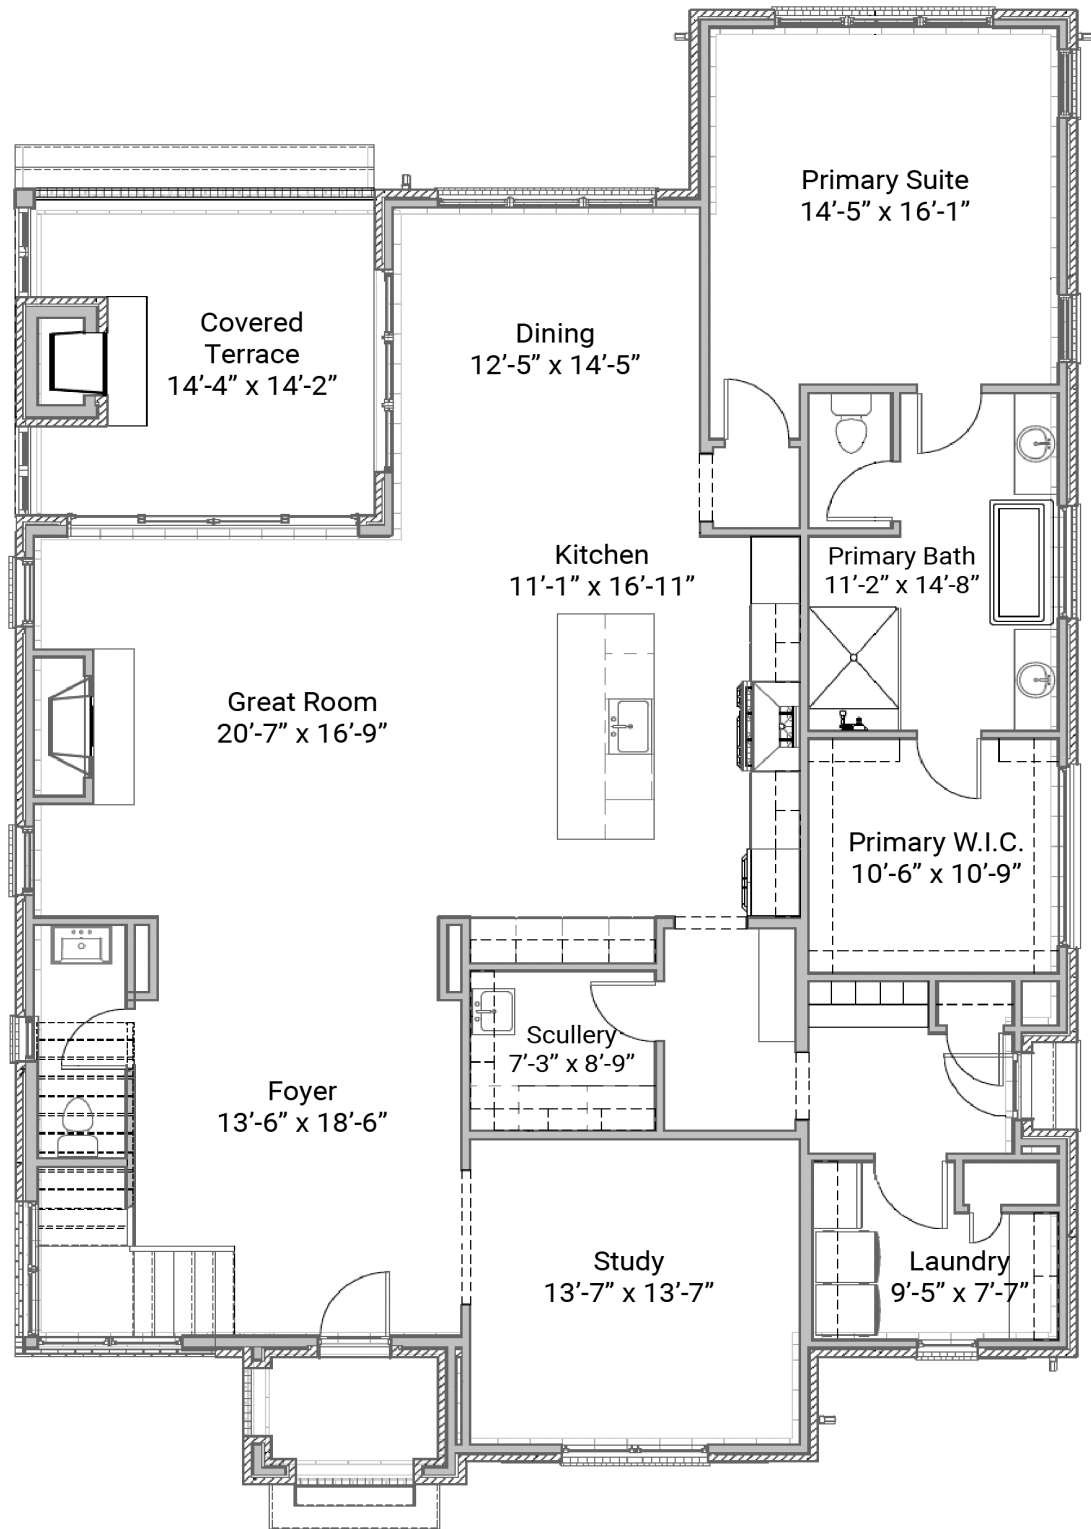 Primary Suite
14’-5” x 16’-1”
Covered
Terrace
14’-4” x 14’-2”
Dining
12’-5” x 14’-5”
Kitchen
11’-1” x 16’-11”
Primary Bath
11’-2” x 14’-8”
Great Room
20’-7” x 16’-9”
Primary W.I.C.
10’-6” x 10’-9”
Scullery
7’-3” x 8’-9”
Foyer
13’-6” x 18’-6”
Study
13’-7” x 13’-7”
Laundry
9’-5” x 7’-7”